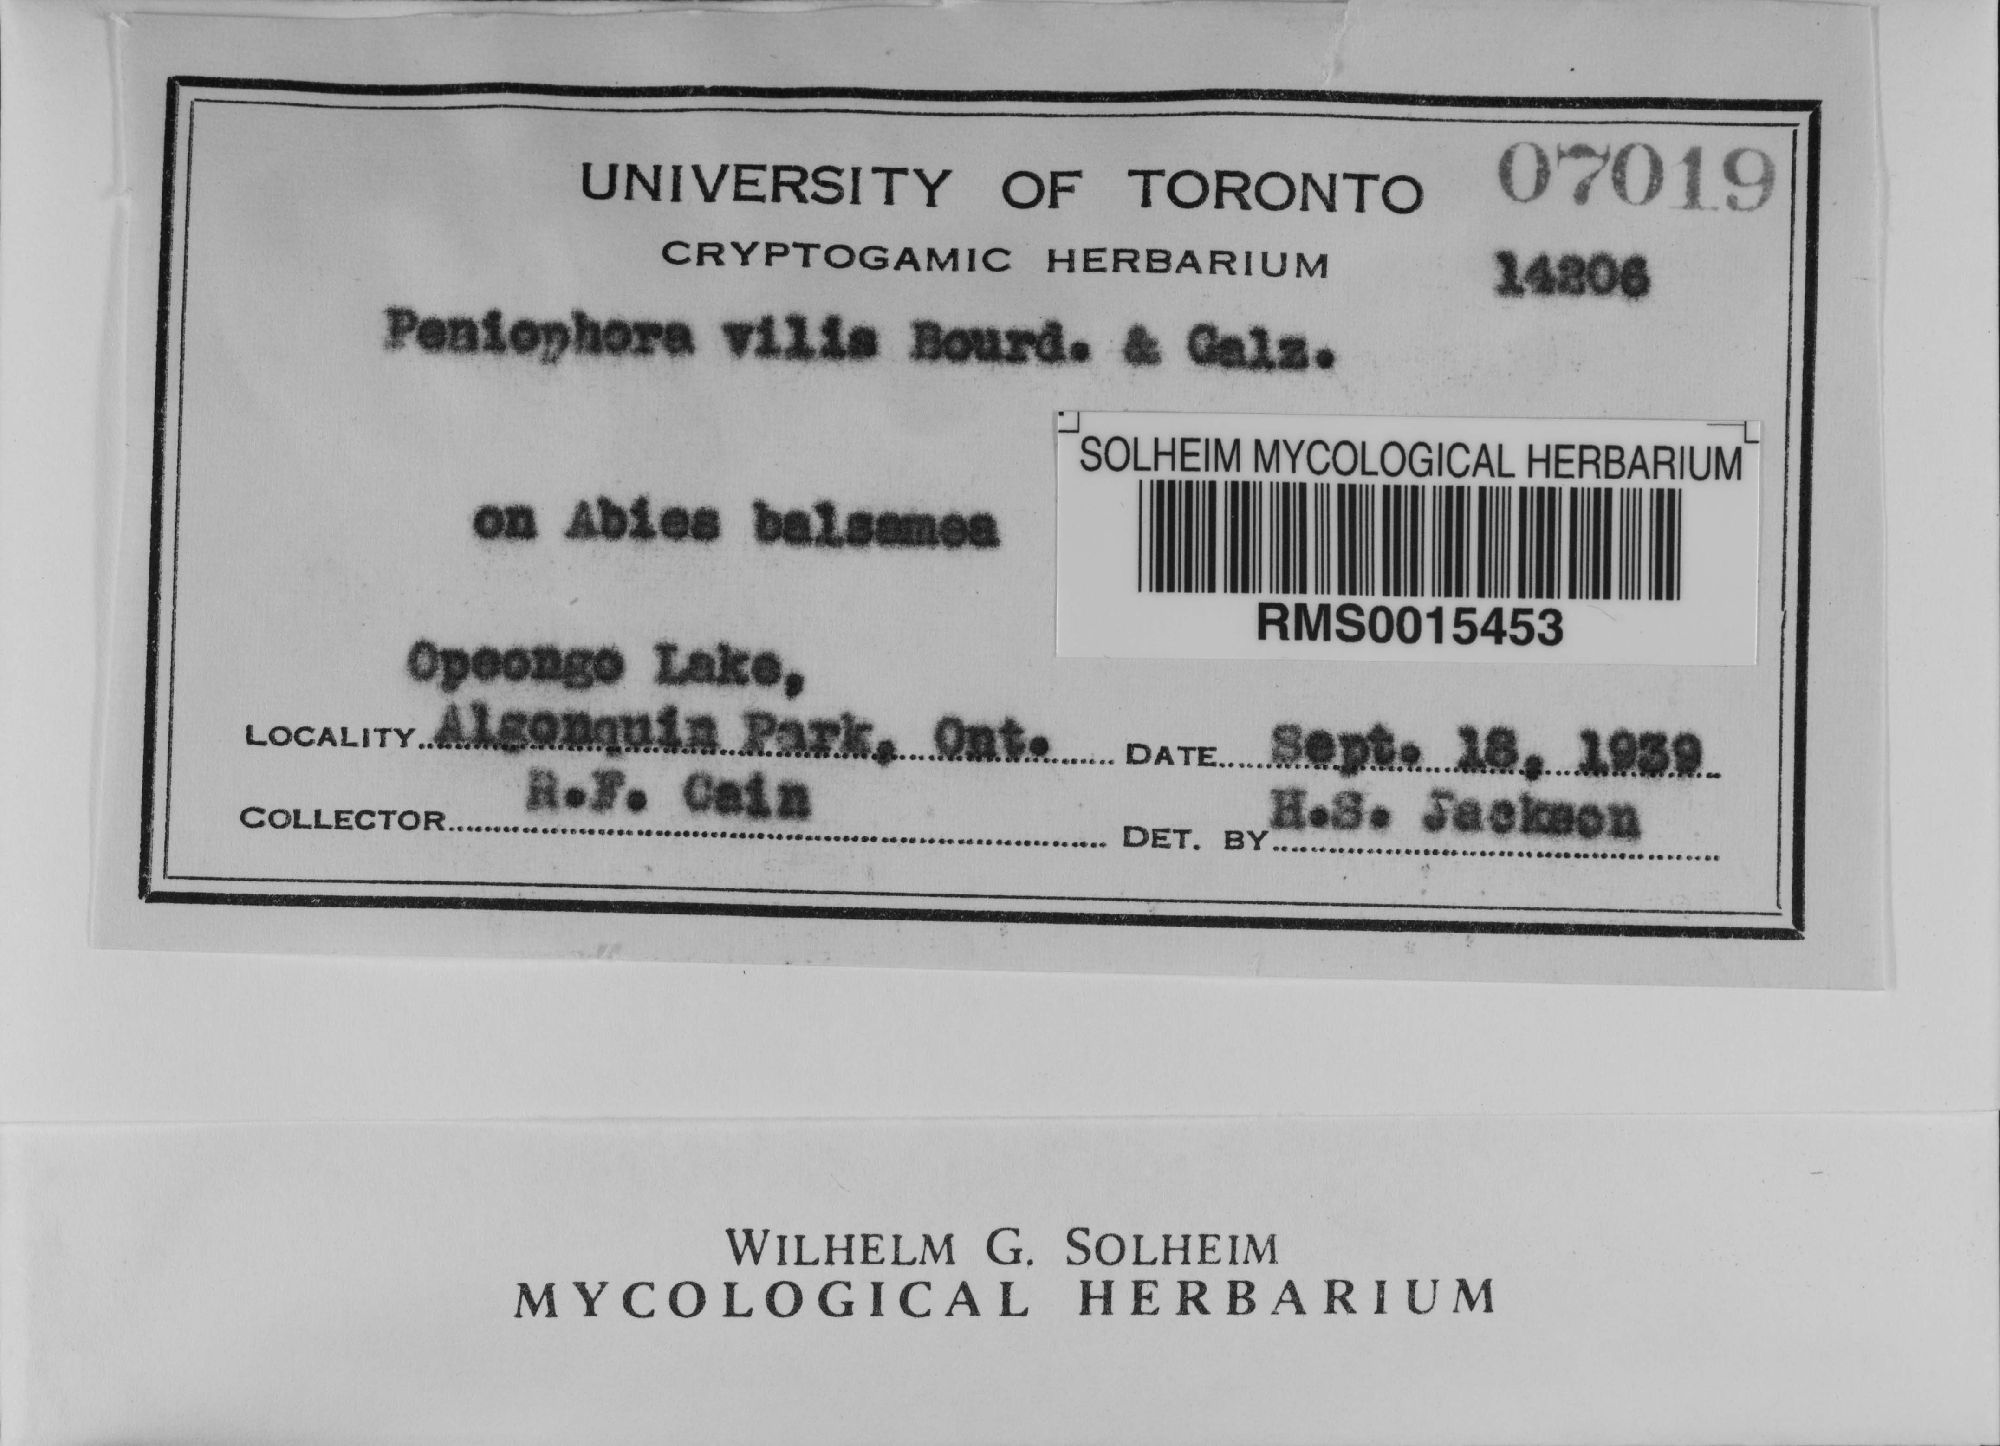 UNIVERSITY OF TORONTO 07019
CRYPTOGAMIC HERBARIUM 14206
Peniophora vilis Bourd. & Galz.
SOLHEIM MYCOLOGICAL HERBARIUM
on Abies balsamea
RMS0015453
Opeongo Lake,
LOCALITY Algonquin Park, Ont. DATE Sept. 18, 1939
COLLECTOR R.F. Cain DET. BY H.S. Jackson
WILHELM G. SOLHEIM
MYCOLOGICAL HERBARIUM